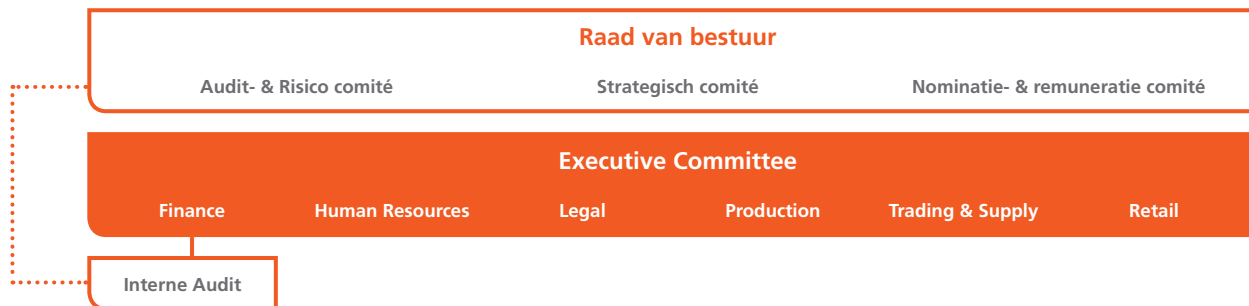 Raad van bestuur
Audit- & Risico comité Strategisch comité Nominatie- & remuneratie comité
Executive Committee
Finance Human Resources Legal Production Trading & Supply Retail
Interne Audit